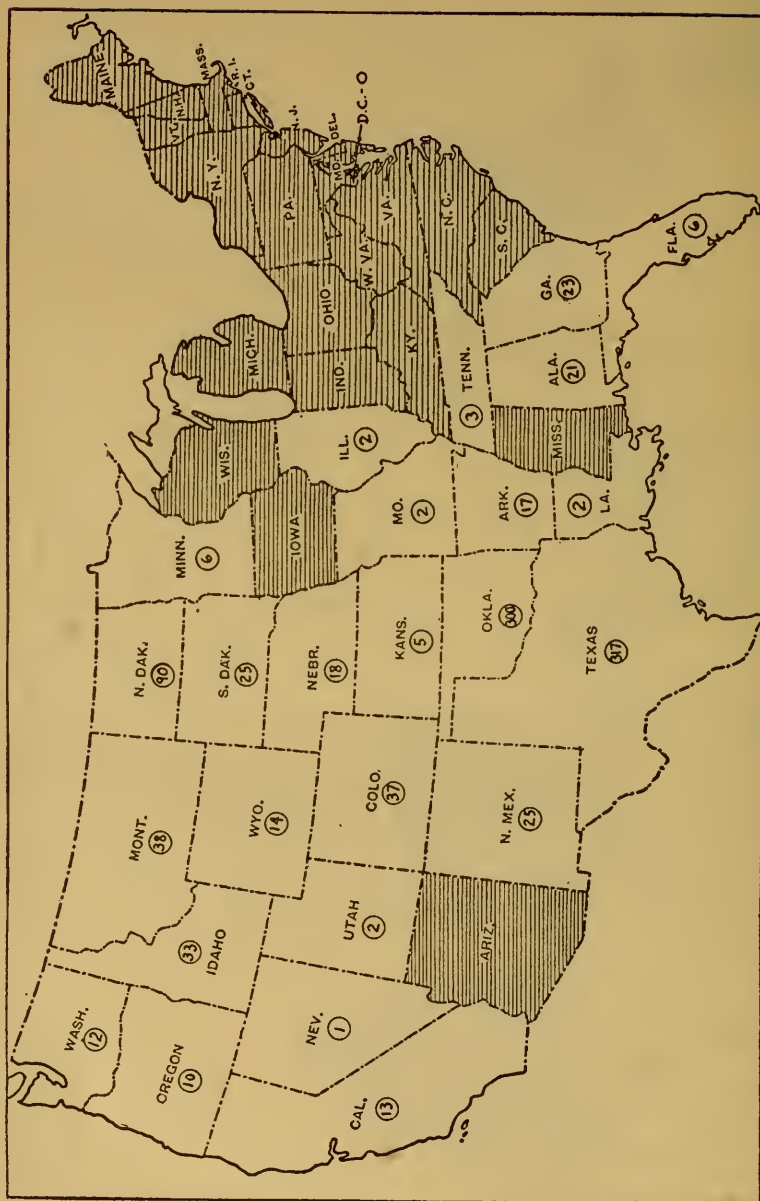 WASH.
12
OREGON
10
CAL.
13
NEV.
1
IDAHO
33
MONT.
38
WYO.
14
UTAH
2
COLO.
37
ARIZ.
N. MEX.
25
N. DAK.
90
S. DAK.
25
NEBR.
18
KANS.
5
OKLA.
300
TEXAS
317
MINN.
6
IOWA
MO.
2
ARK.
17
LA.
2
WIS.
ILL.
2
MICH.
IND.
OHIO
KY.
TENN.
3
MISS.
ALA.
21
GA.
23
FLA.
6
S. C.
N. C.
VA.
W. VA.
PA.
N. Y.
MD.
DEL.
D.C.-O
N. J.
CT.
R. I.
MASS.
VT.
N.H.
MAINE